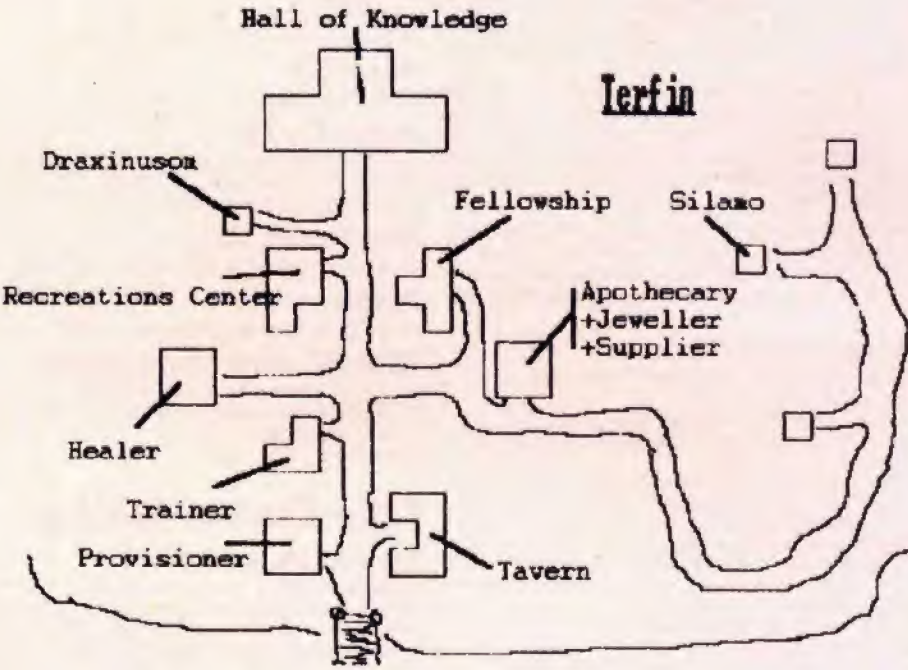 Hall of Knowledge
Terfin
Draxinusom
Fellowship
Silamo
Recreations Center
Apothecary
+Jeweller
+Supplier
Healer
Trainer
Provisioner
Tavern